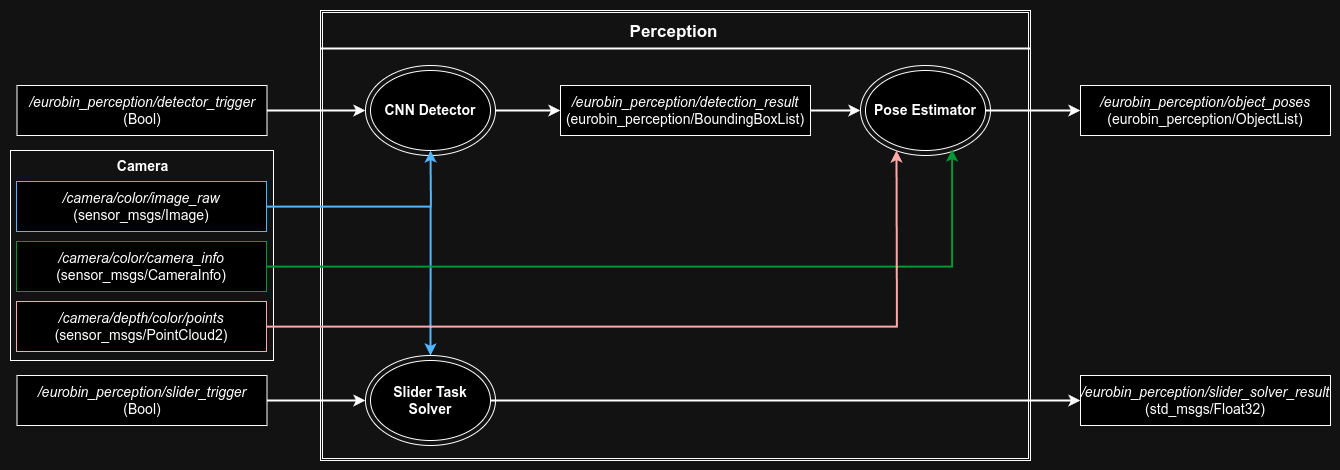 Perception
/eurobin_perception/detector_trigger
(Bool)
CNN Detector
/eurobin_perception/detection_result
(eurobin_perception/BoundingBoxList)
Pose Estimator
/eurobin_perception/object_poses
(eurobin_perception/ObjectList)
Camera
/camera/color/image_raw
(sensor_msgs/Image)
/camera/color/camera_info
(sensor_msgs/CameraInfo)
/camera/depth/color/points
(sensor_msgs/PointCloud2)
/eurobin_perception/slider_trigger
(Bool)
Slider Task
Solver
/eurobin_perception/slider_solver_result
(std_msgs/Float32)